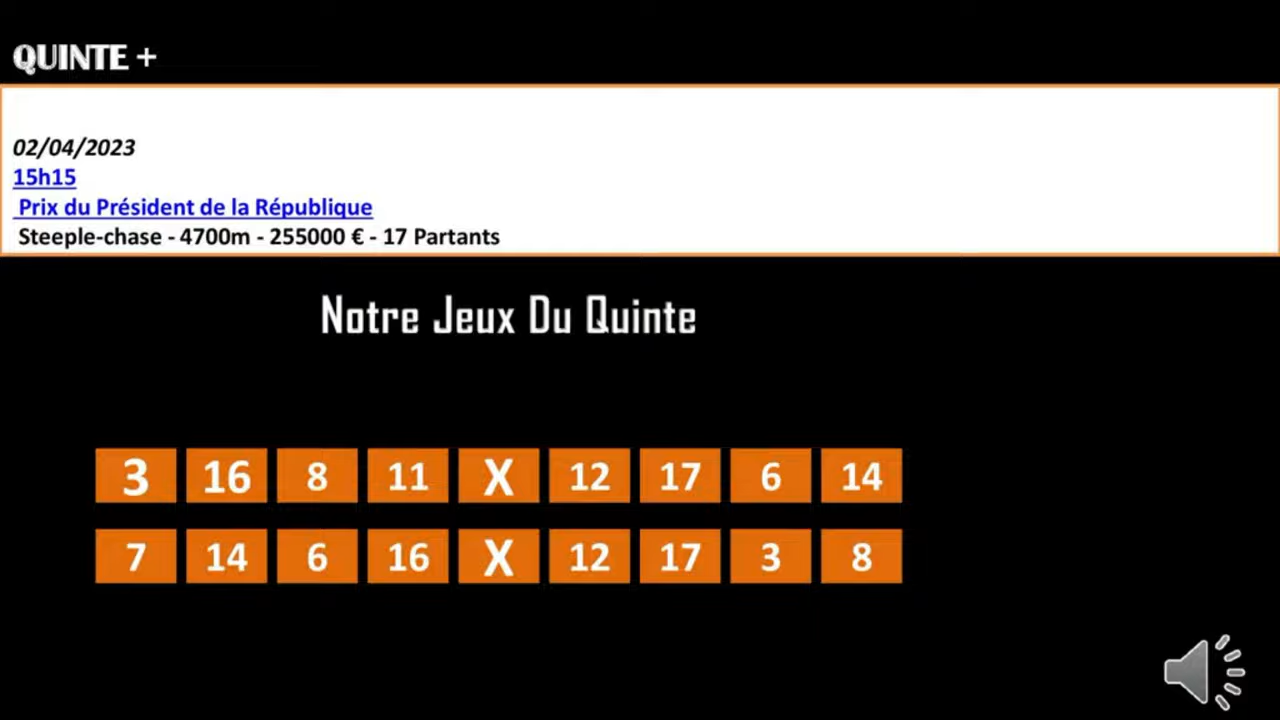 QUINTE +
02/04/2023
15h15
Prix du Président de la République
Steeple-chase - 4700m - 255000 € - 17 Partants
Notre Jeux Du Quinte
3 16 8 11 X 12 17 6 14
7 14 6 16 X 12 17 3 8